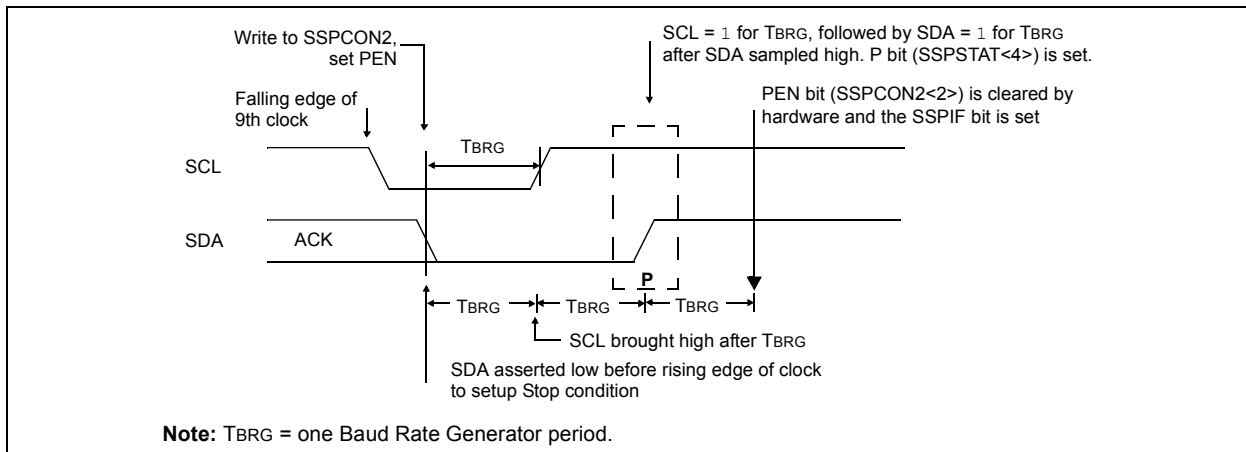 Write to SSPCON2,
set PEN
SCL = 1 for TBRG, followed by SDA = 1 for TBRG
after SDA sampled high. P bit (SSPSTAT<4>) is set.
Falling edge of
9th clock
PEN bit (SSPCON2<2>) is cleared by
hardware and the SSPIF bit is set
SCL
TBRG
SDA
ACK
P
TBRG
TBRG
TBRG
SCL brought high after TBRG
SDA asserted low before rising edge of clock
to setup Stop condition
Note: TBRG = one Baud Rate Generator period.